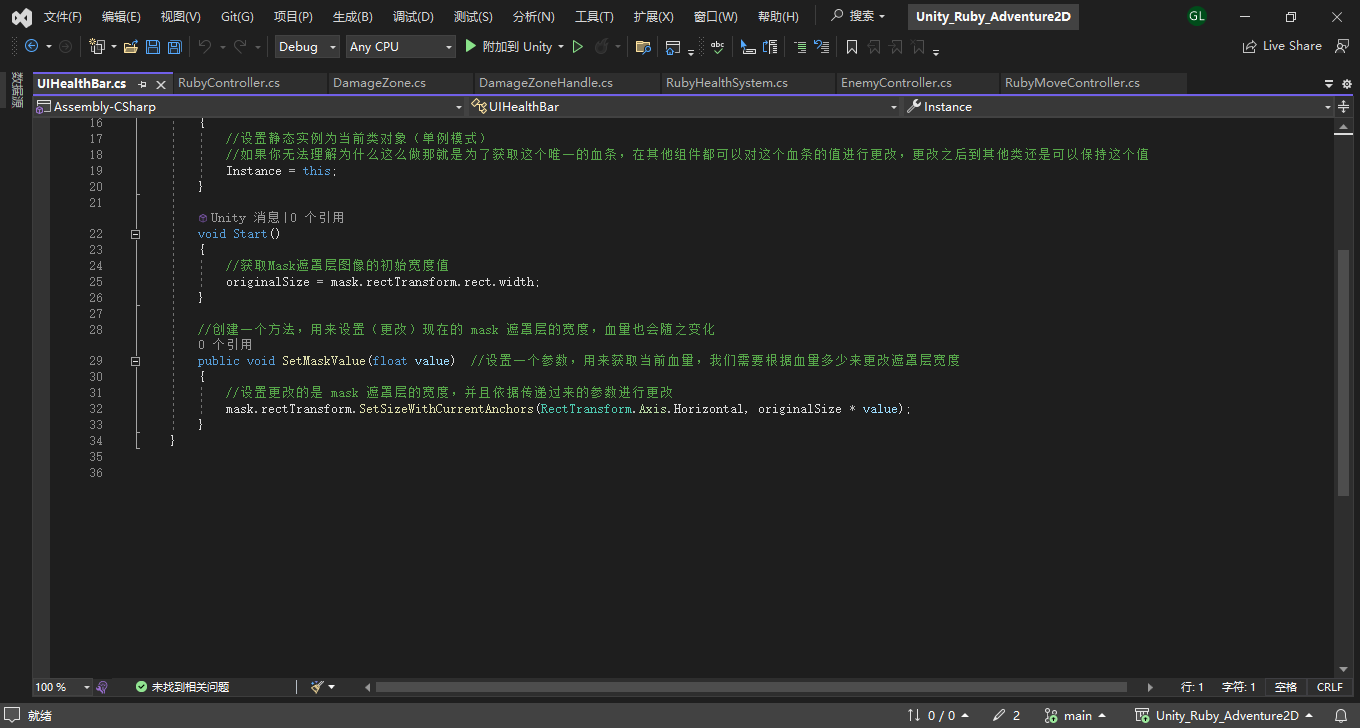 文件(F) 编辑(E) 视图(V) Git(G) 项目(P) 生成(B) 调试(D) 测试(S) 分析(N) 工具(T) 扩展(X) 窗口(W) 帮助(H) 搜索 Unity_Ruby_Adventure2D GL
Debug Any CPU 附加到 Unity abc Live Share
数据源
UIHealthBar.cs RubyController.cs DamageZone.cs DamageZoneHandle.cs RubyHealthSystem.cs EnemyController.cs RubyMoveController.cs
Assembly-CSharp UIHealthBar Instance
16 {
17 //设置静态实例为当前类对象（单例模式）
18 //如果你无法理解为什么这么做那就是为了获取这个唯一的血条，在其他组件都可以对这个血条的值进行更改，更改之后到其他类还是可以保持这个值
19 Instance = this;
20 }
21
Unity 消息|0 个引用
22 void Start()
23 {
24 //获取Mask遮罩层图像的初始宽度值
25 originalSize = mask.rectTransform.rect.width;
26 }
27
28 //创建一个方法，用来设置（更改）现在的 mask 遮罩层的宽度，血量也会随之变化
0 个引用
29 public void SetMaskValue(float value) //设置一个参数，用来获取当前血量，我们需要根据血量多少来更改遮罩层宽度
30 {
31 //设置更改的是 mask 遮罩层的宽度，并且依据传递过来的参数进行更改
32 mask.rectTransform.SetSizeWithCurrentAnchors(RectTransform.Axis.Horizontal, originalSize * value);
33 }
34 }
35
36
100 % 未找到相关问题 行: 1 字符: 1 空格 CRLF
就绪 0 / 0 2 main Unity_Ruby_Adventure2D